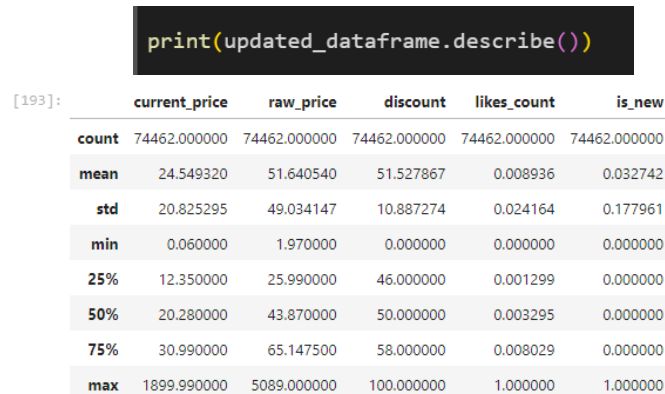 print(updated_dataframe.describe())
[193]: current_price raw_price discount likes_count is_new
count 74462.000000 74462.000000 74462.000000 74462.000000 74462.000000
mean 24.549320 51.640540 51.527867 0.008936 0.032742
std 20.825295 49.034147 10.887274 0.024164 0.177961
min 0.060000 1.970000 0.000000 0.000000 0.000000
25% 12.350000 25.990000 46.000000 0.001299 0.000000
50% 20.280000 43.870000 50.000000 0.003295 0.000000
75% 30.990000 65.147500 58.000000 0.008029 0.000000
max 1899.990000 5089.000000 100.000000 1.000000 1.000000